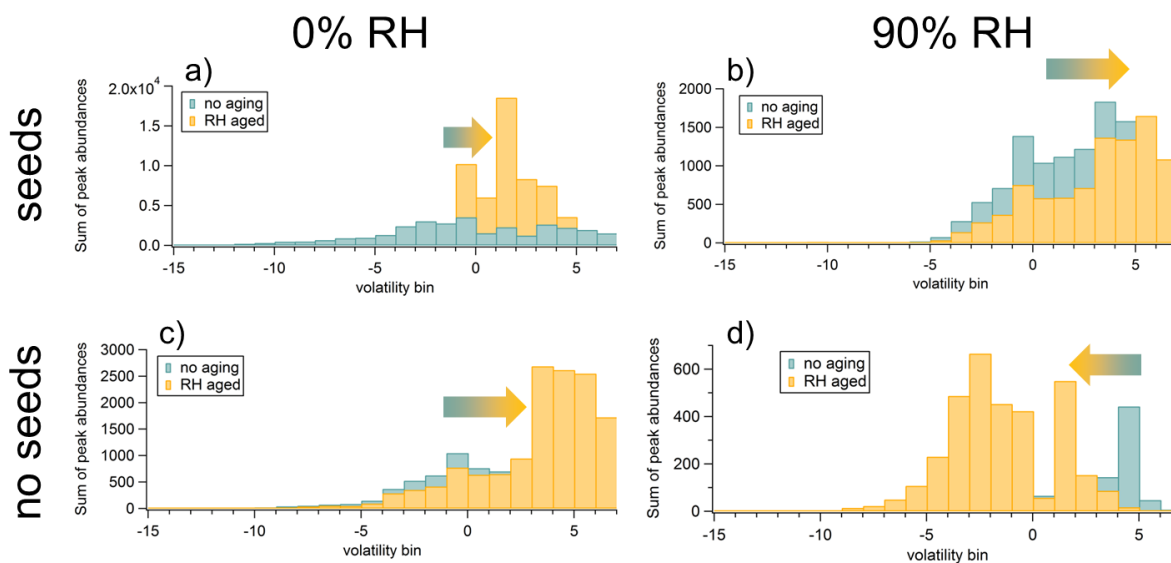 0% RH
90% RH
seeds
no seeds
a)
Sum of peak abundances
2.0x10⁴
1.5
1.0
0.5
0.0
no aging
RH aged
-15
-10
-5
0
5
volatility bin
b)
Sum of peak abundances
2000
1500
1000
500
0
no aging
RH aged
-15
-10
-5
0
5
volatility bin
c)
Sum of peak abundances
3000
2500
2000
1500
1000
500
0
no aging
RH aged
-15
-10
-5
0
5
volatility bin
d)
Sum of peak abundances
600
400
200
0
no aging
RH aged
-15
-10
-5
0
5
volatility bin